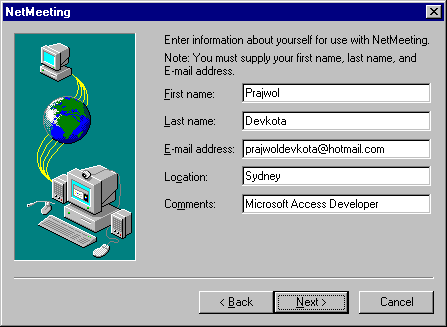 NetMeeting
Enter information about yourself for use with NetMeeting.
Note: You must supply your first name, last name, and
E-mail address.
First name: Prajwol
Last name: Devkota
E-mail address: prajwoldevkota@hotmail.com
Location: Sydney
Comments: Microsoft Access Developer
< Back Next > Cancel